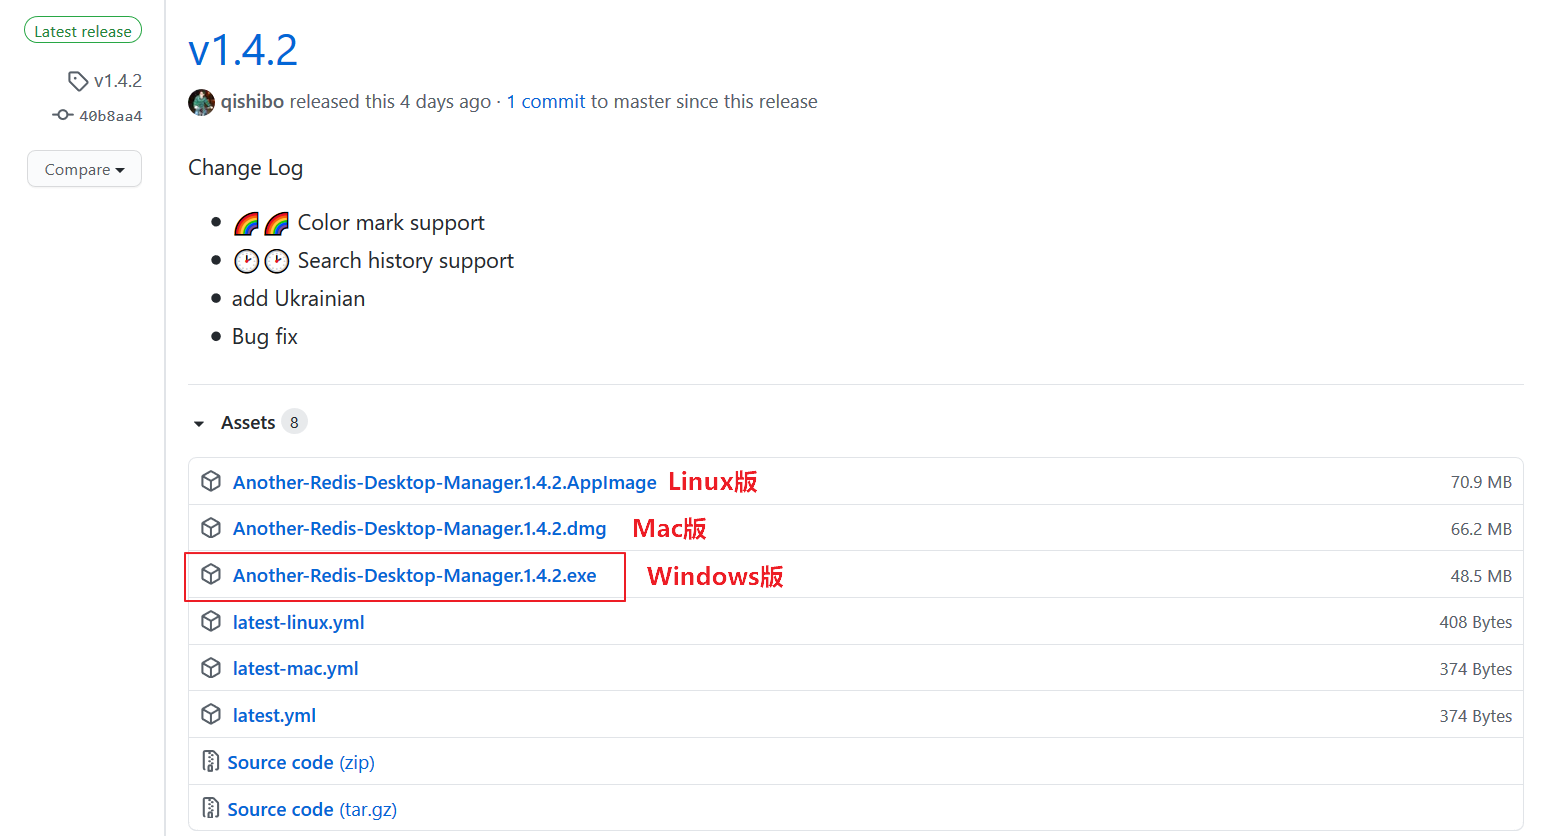 Latest release
v1.4.2
40b8aa4
Compare
v1.4.2
qishibo released this 4 days ago · 1 commit to master since this release
Change Log
🌈🌈 Color mark support
🕑🕑 Search history support
add Ukrainian
Bug fix
Assets 8
Another-Redis-Desktop-Manager.1.4.2.AppImage Linux版 70.9 MB
Another-Redis-Desktop-Manager.1.4.2.dmg Mac版 66.2 MB
Another-Redis-Desktop-Manager.1.4.2.exe Windows版 48.5 MB
latest-linux.yml 408 Bytes
latest-mac.yml 374 Bytes
latest.yml 374 Bytes
Source code (zip)
Source code (tar.gz)